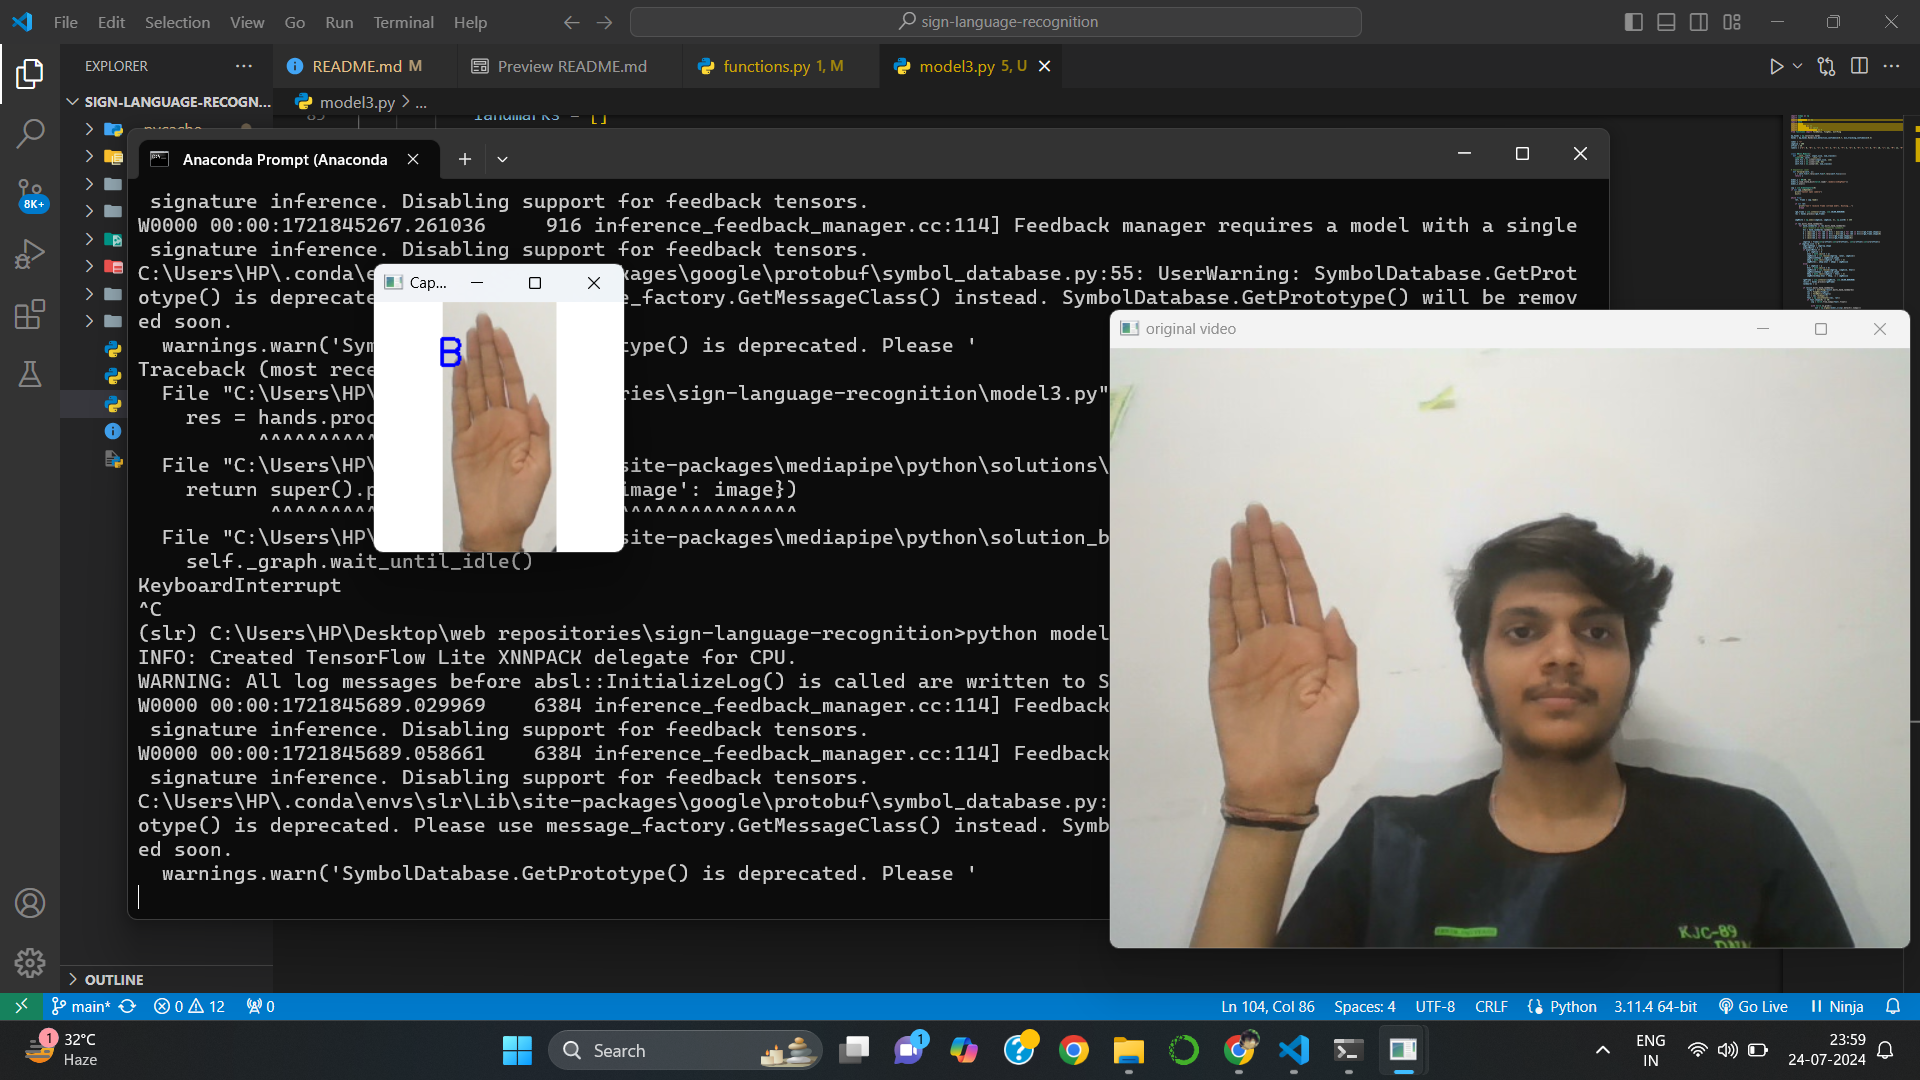 File Edit Selection View Go Run Terminal Help
sign-language-recognition
EXPLORER
README.md M
Preview README.md
functions.py 1, M
model3.py 5, U
SIGN-LANGUAGE-RECOGN...
model3.py > ...
Anaconda Prompt (Anaconda
signature inference. Disabling support for feedback tensors.
W0000 00:00:1721845267.261036 916 inference_feedback_manager.cc:114] Feedback manager requires a model with a single
signature inference. Disabling support for feedback tensors.
C:\Users\HP\.conda\e
kages\google\protobuf\symbol_database.py:55: UserWarning: SymbolDatabase.GetProt
otype() is deprecate
e_factory.GetMessageClass() instead. SymbolDatabase.GetPrototype() will be remov
ed soon.
warnings.warn('Sym
type() is deprecated. Please '
Traceback (most rece
File "C:\Users\HP\
ries\sign-language-recognition\model3.py"
res = hands.proc
^^^^^^^^^^
File "C:\Users\HP\
site-packages\mediapipe\python\solutions\
return super().p
image': image})
^^^^^^^^^
^^^^^^^^^^^^^^^
File "C:\Users\HP\
site-packages\mediapipe\python\solution_b
self._graph.wait_until_idle()
KeyboardInterrupt
^C
(slr) C:\Users\HP\Desktop\web repositories\sign-language-recognition>python model
INFO: Created TensorFlow Lite XNNPACK delegate for CPU.
WARNING: All log messages before absl::InitializeLog() is called are written to S
W0000 00:00:1721845689.029969 6384 inference_feedback_manager.cc:114] Feedback
signature inference. Disabling support for feedback tensors.
W0000 00:00:1721845689.058661 6384 inference_feedback_manager.cc:114] Feedback
signature inference. Disabling support for feedback tensors.
C:\Users\HP\.conda\envs\slr\Lib\site-packages\google\protobuf\symbol_database.py:
otype() is deprecated. Please use message_factory.GetMessageClass() instead. Symb
ed soon.
warnings.warn('SymbolDatabase.GetPrototype() is deprecated. Please '
Cap...
B
original video
KJC-89
8K+
OUTLINE
main* 0 12 0
Ln 104, Col 86 Spaces: 4 UTF-8 CRLF Python 3.11.4 64-bit Go Live Ninja
1
32°C
Haze
Search
1
ENG
IN
23:59
24-07-2024